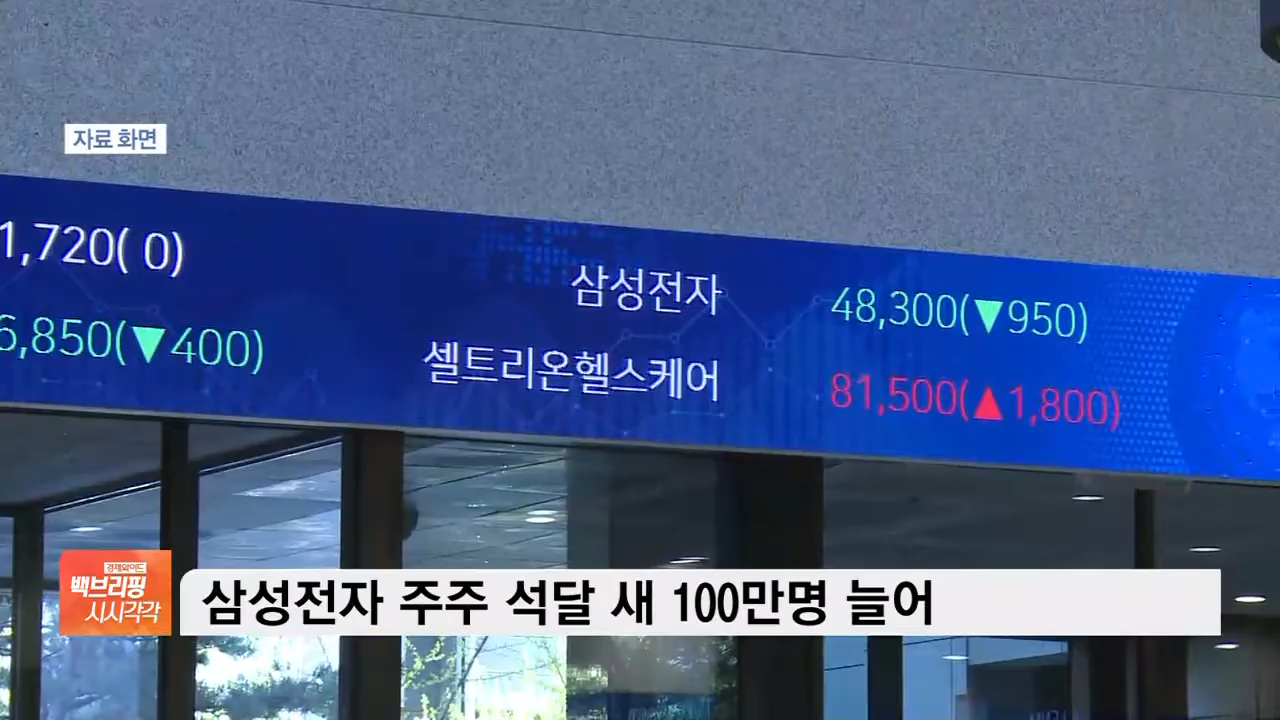 자료 화면
1,720( 0)
삼성전자 48,300(▼950)
6,850(▼400)
셀트리온헬스케어 81,500(▲1,800)
경제와이드
백브리핑
시시각각
삼성전자 주주 석달 새 100만명 늘어